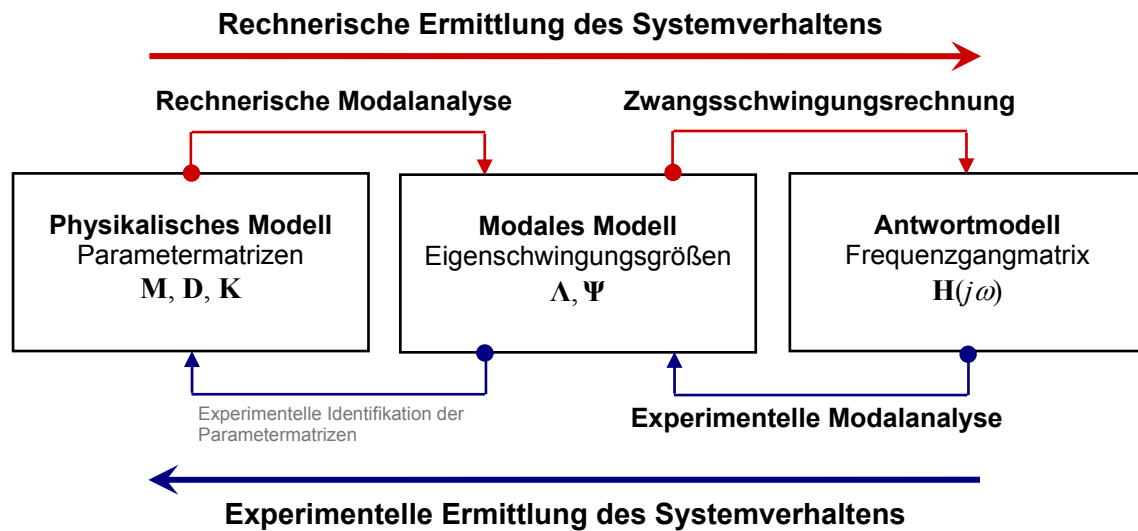 Rechnerische Ermittlung des Systemverhaltens
Rechnerische Modalanalyse
Zwangsschwingungsrechnung
Physikalisches Modell
Parametermatrizen
M, D, K
Modales Modell
Eigenschwingungsgrößen
Λ, Ψ
Antwortmodell
Frequenzgangmatrix
H(jω)
Experimentelle Identifikation der
Parametermatrizen
Experimentelle Modalanalyse
Experimentelle Ermittlung des Systemverhaltens